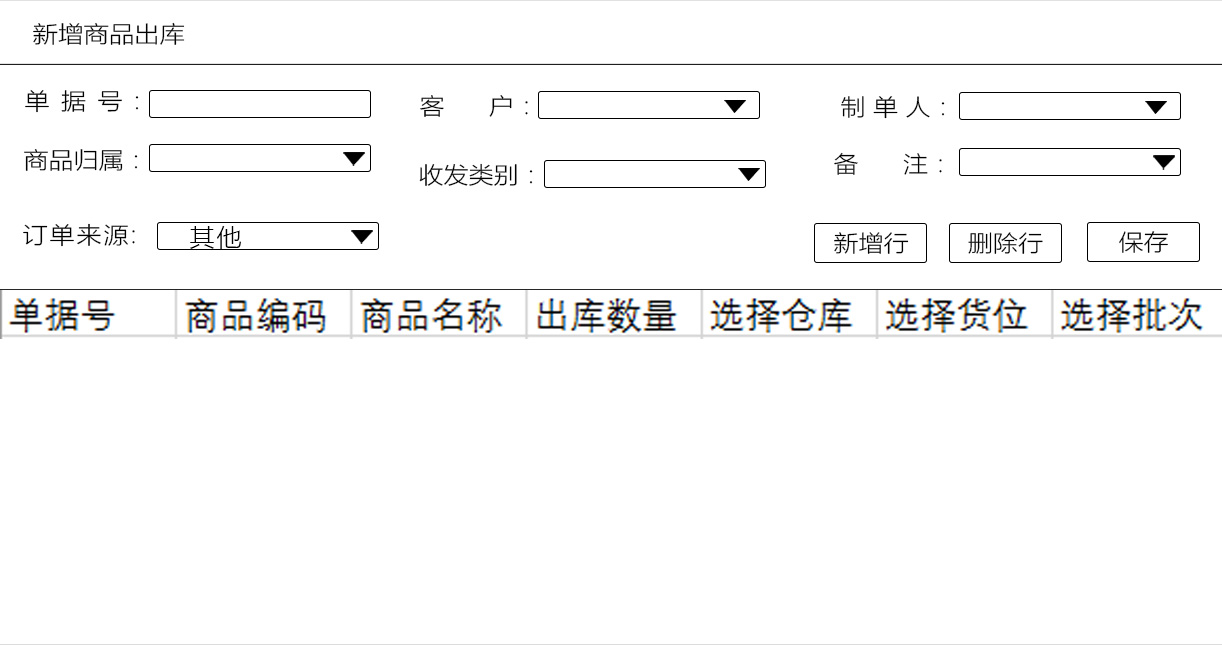 新增商品出库
单据号: 客户: 制单人:
商品归属: 收发类别: 备注:
订单来源: 其他 新增行 删除行 保存
单据号 商品编码 商品名称 出库数量 选择仓库 选择货位 选择批次